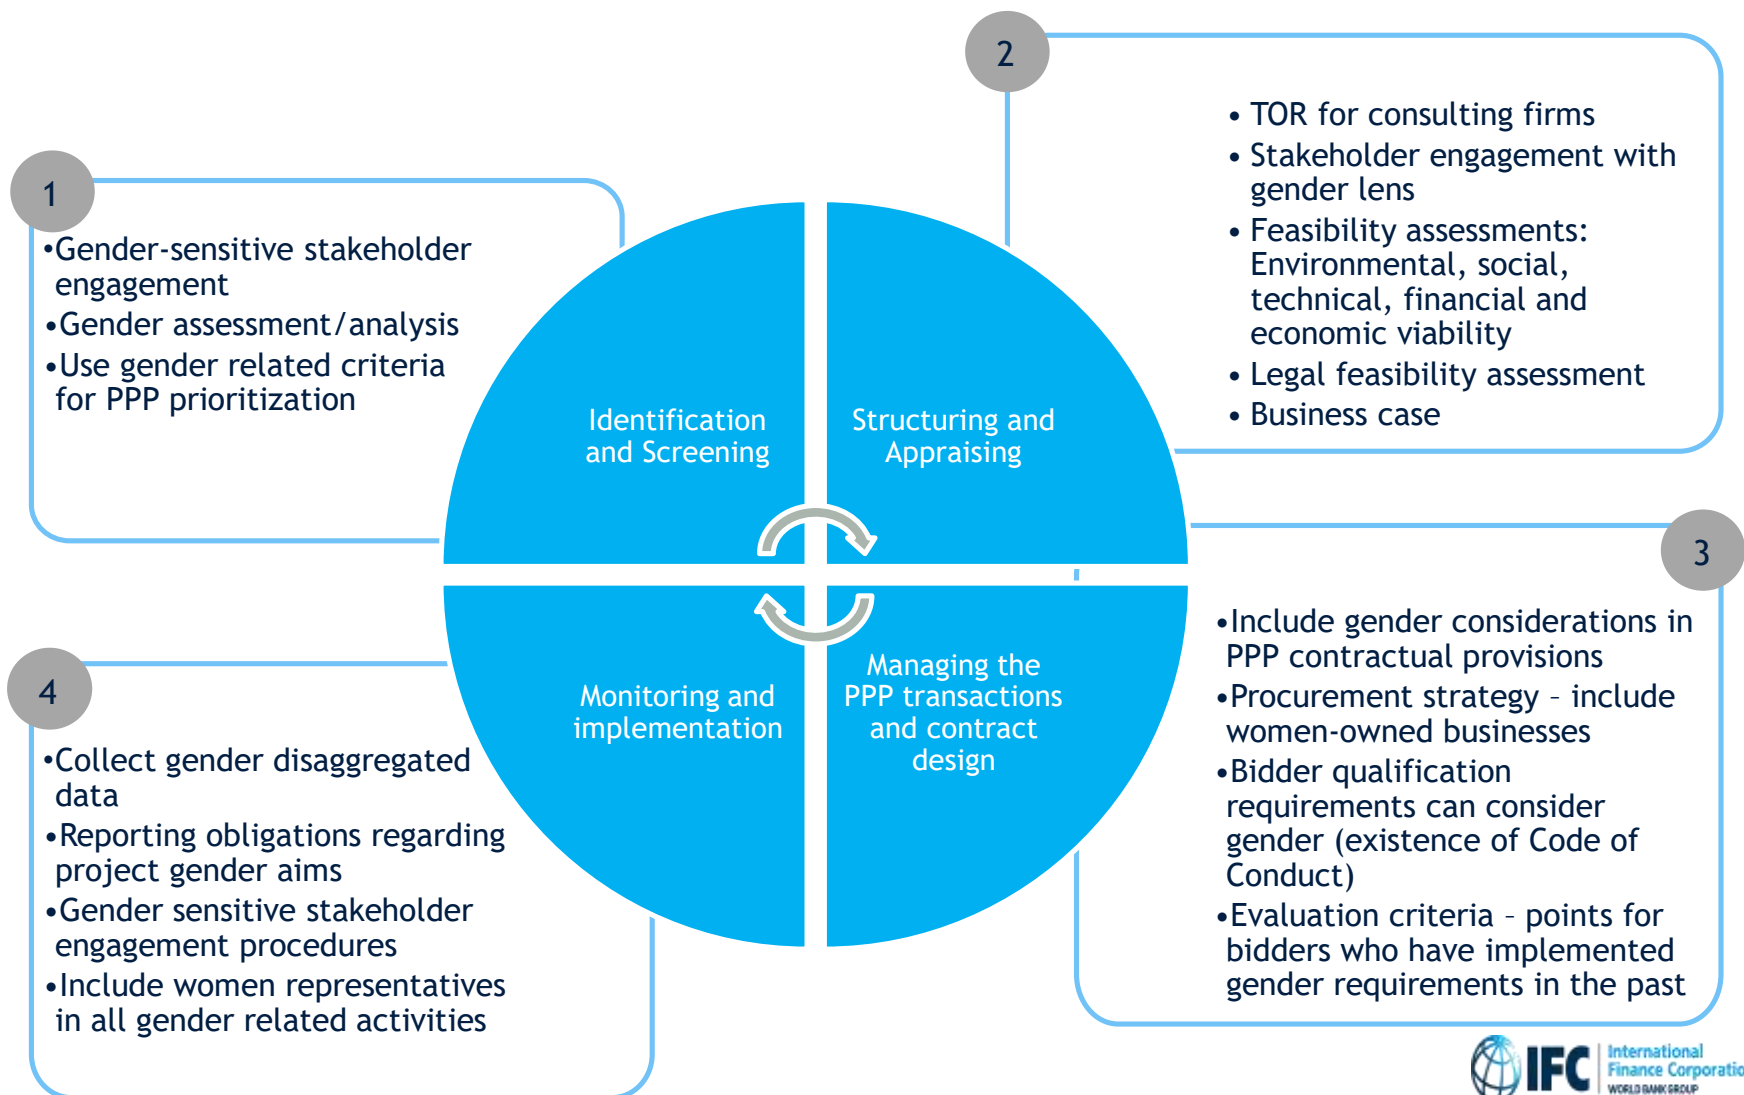 1
•Gender-sensitive stakeholder
engagement
•Gender assessment/analysis
•Use gender related criteria
for PPP prioritization
2
• TOR for consulting firms
• Stakeholder engagement with
gender lens
• Feasibility assessments:
Environmental, social,
technical, financial and
economic viability
• Legal feasibility assessment
• Business case
Identification
and Screening
Structuring and
Appraising
Managing the
PPP transactions
and contract
design
Monitoring and
implementation
3
•Include gender considerations in
PPP contractual provisions
•Procurement strategy – include
women-owned businesses
•Bidder qualification
requirements can consider
gender (existence of Code of
Conduct)
•Evaluation criteria – points for
bidders who have implemented
gender requirements in the past
4
•Collect gender disaggregated
data
•Reporting obligations regarding
project gender aims
•Gender sensitive stakeholder
engagement procedures
•Include women representatives
in all gender related activities
IFC
International
Finance Corporatio
WORLD BANK GROUP